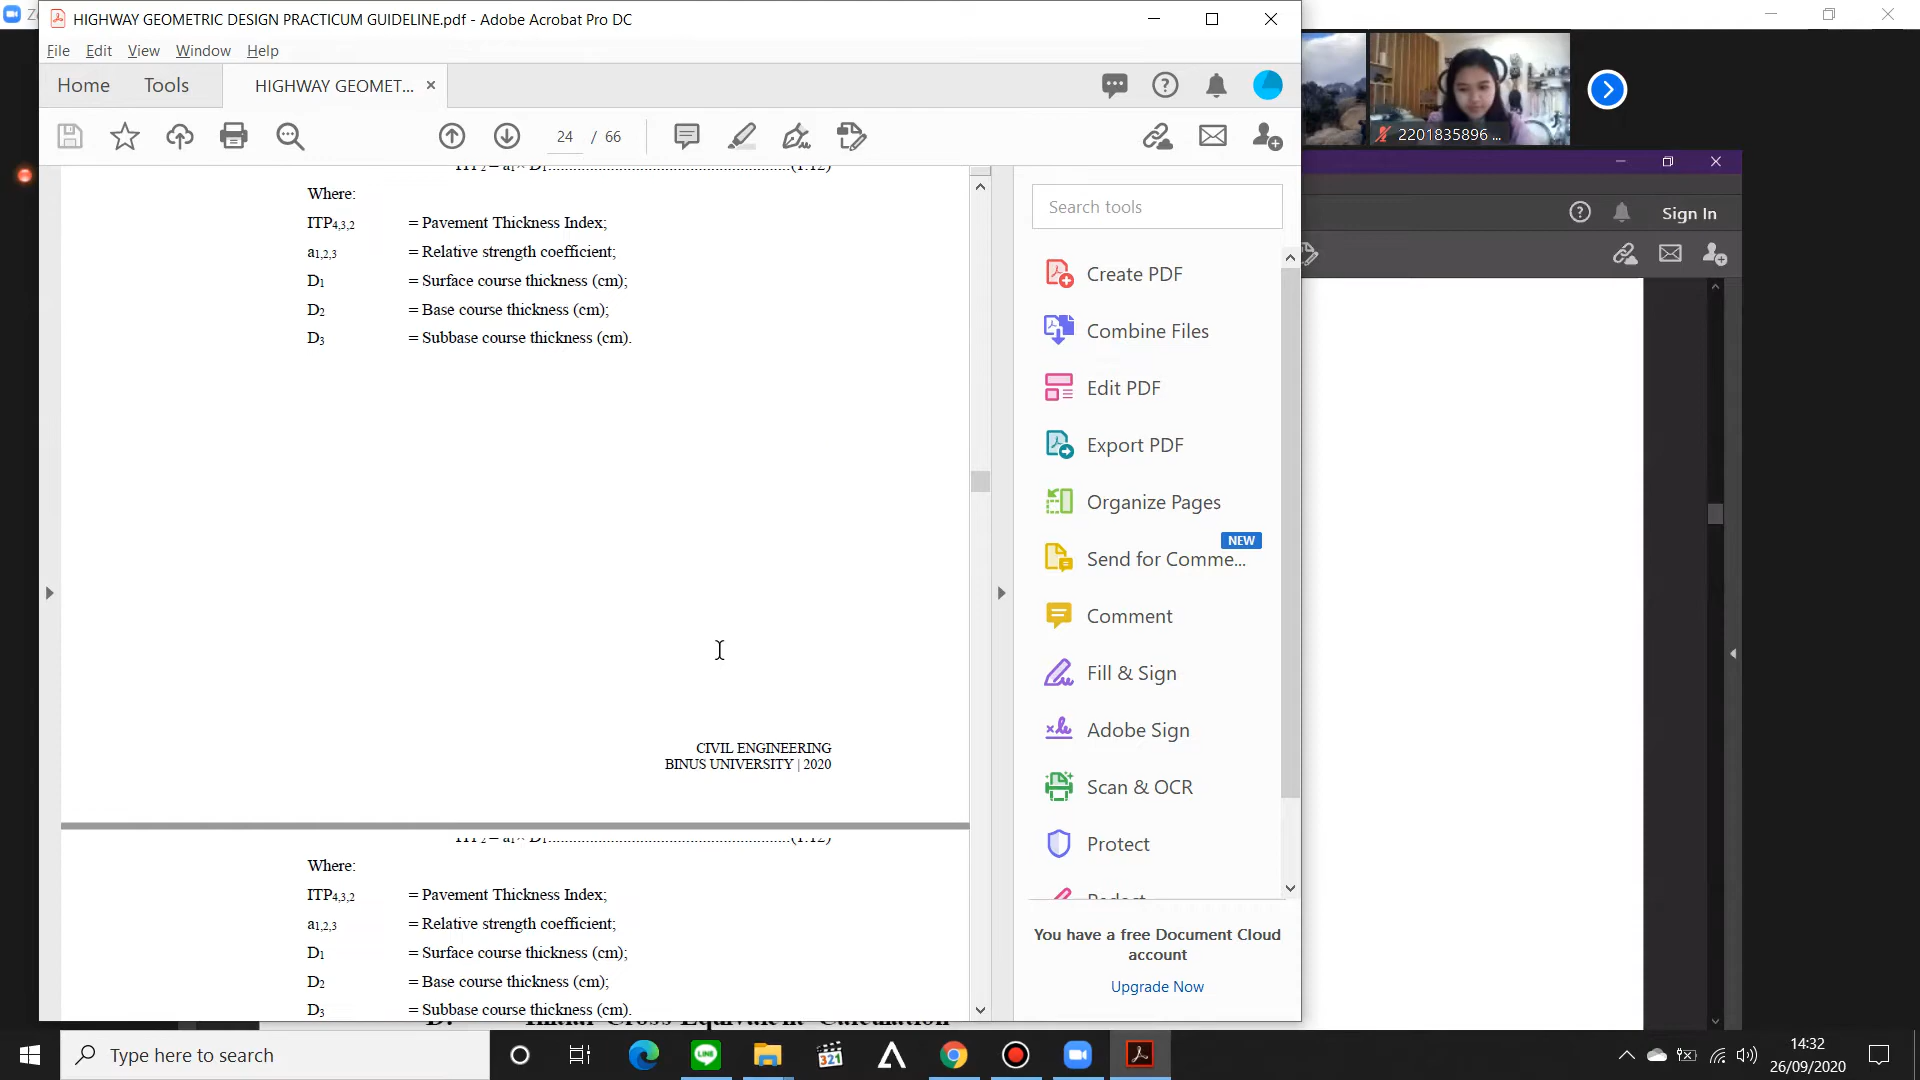 HIGHWAY GEOMETRIC DESIGN PRACTICUM GUIDELINE.pdf - Adobe Acrobat Pro DC
File Edit View Window Help
Home Tools HIGHWAY GEOMET... ×
24 / 66
2201835896 ...
Sign In
Where:
ITP4,3,2 = Pavement Thickness Index;
a1,2,3 = Relative strength coefficient;
D1 = Surface course thickness (cm);
D2 = Base course thickness (cm);
D3 = Subbase course thickness (cm).
CIVIL ENGINEERING
BINUS UNIVERSITY | 2020
Where:
ITP4,3,2 = Pavement Thickness Index;
a1,2,3 = Relative strength coefficient;
D1 = Surface course thickness (cm);
D2 = Base course thickness (cm);
D3 = Subbase course thickness (cm).
Search tools
Create PDF
Combine Files
Edit PDF
Export PDF
Organize Pages
NEW
Send for Comme...
Comment
Fill & Sign
Adobe Sign
Scan & OCR
Protect
Redact
You have a free Document Cloud
account
Upgrade Now
Type here to search
LINE
321
14:32
26/09/2020